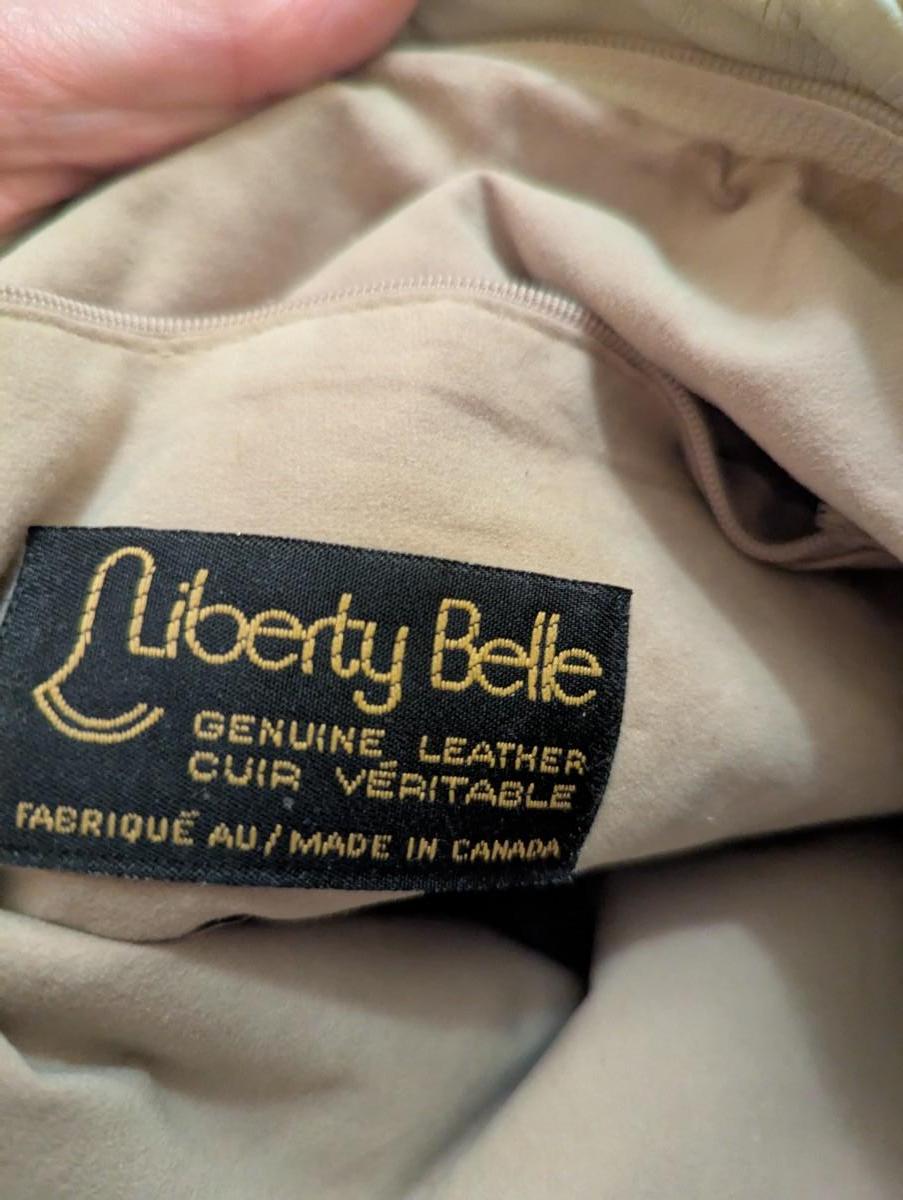 Liberty Belle
GENUINE LEATHER
CUIR VÉRITABLE
FABRIQUÉ AU/MADE IN CANADA